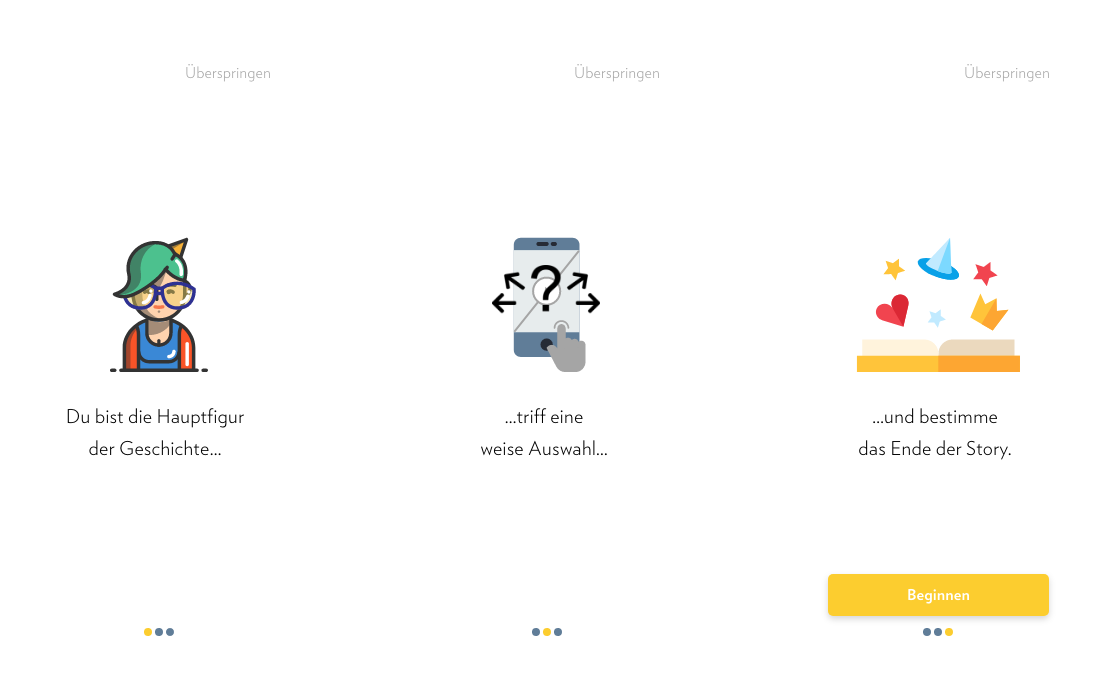 Überspringen
Überspringen
Überspringen
?
Du bist die Hauptfigur
der Geschichte...
...triff eine
weise Auswahl...
...und bestimme
das Ende der Story.
Beginnen